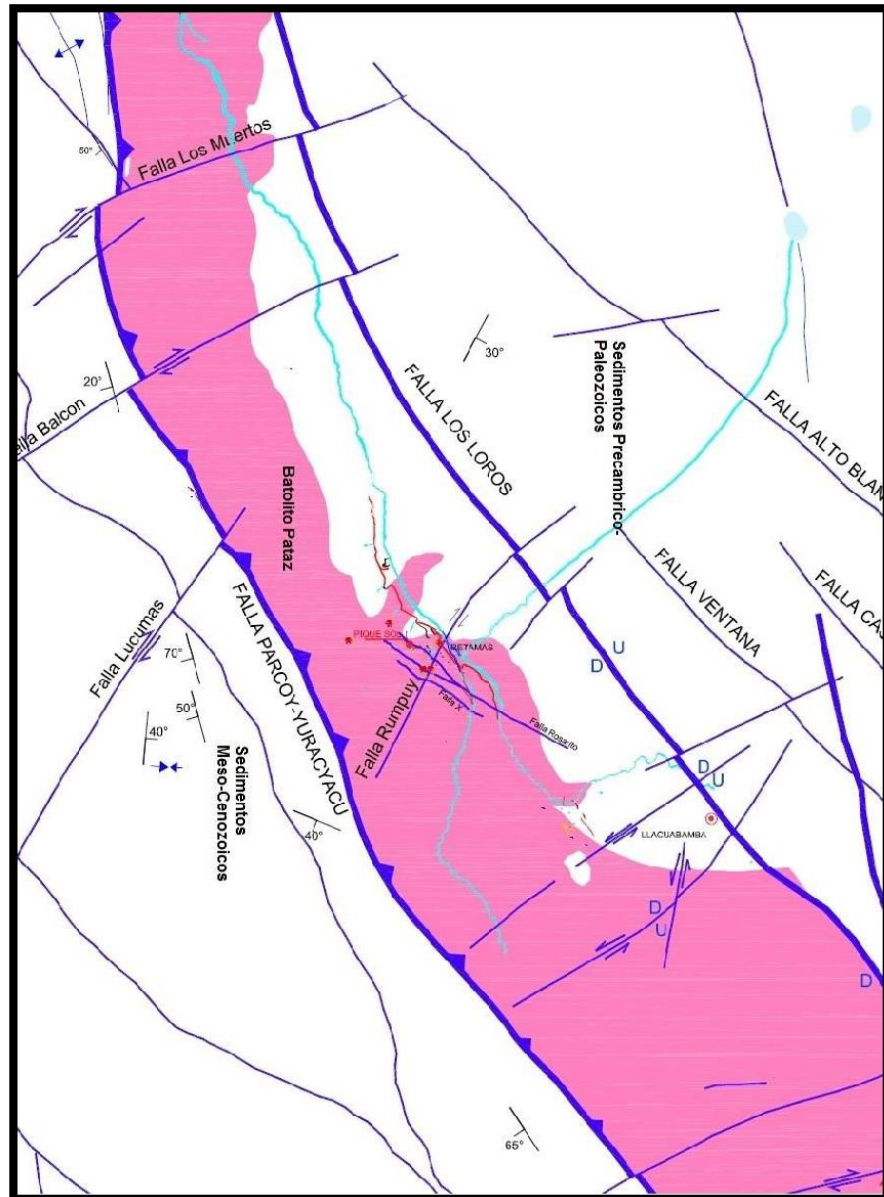 50°
Falla Los Muertos
30°
20°
Sedimentos Precambrico-
Paleozoicos
FALLA LOS LOROS
FALLA ALTO BLAN
alla Balcon
Batolito Pataz
FALLA VENTANA
FALLA CAS
PIQUE
RETAMAS
FALLA PARCOY-YURACYACU
Falla Lucumas
70°
50°
40°
Falla Rumpuy
Falla X
Falla Rosarito
U
D
Sedimentos
Meso-Cenozoicos
D
U
40°
LLACUABAMBA
D
U
D
65°